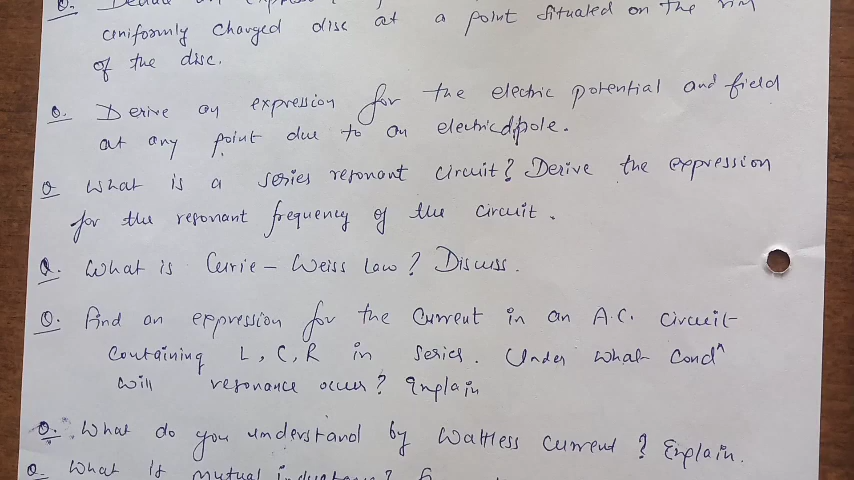 Q.
uniformly charged disc at a point situated on the rim
of the disc.
Q. Derive an expression for the electric potential and field
at any point due to an electric dipole.
Q What is a series resonant circuit? Derive the expression
for the resonant frequency of the circuit.
Q. What is Curie - Weiss Law? Discuss.
Q. Find an expression for the current in an A.C. circuit
containing L, C, R in series. Under what condⁿ
will resonance occur? Explain
Q. What do you understand by Wattless current? Explain.
Q. What is mutual inductance?